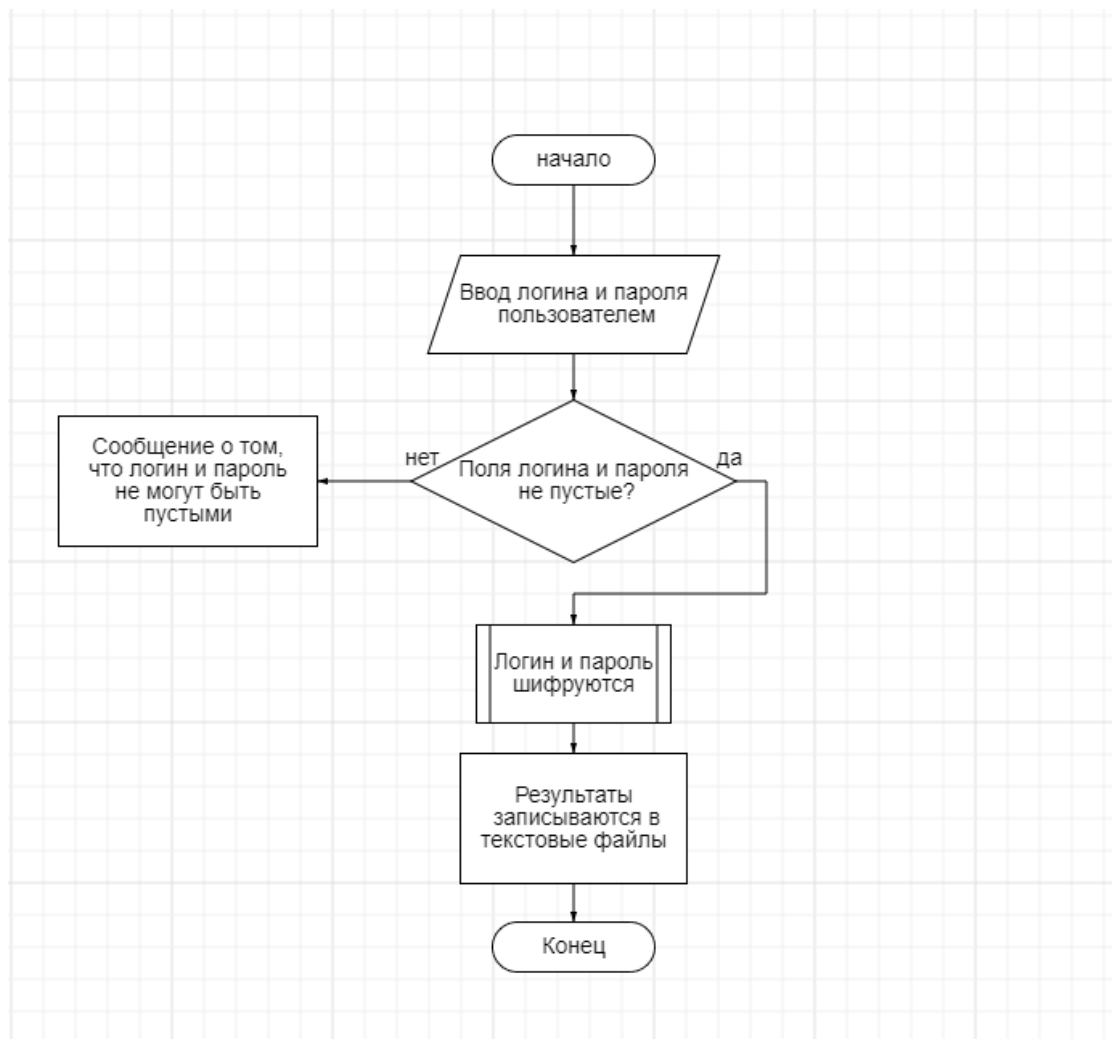 начало
Ввод логина и пароля
пользователем
Сообщение о том,
что логин и пароль
не могут быть
пустыми
нет
Поля логина и пароля
не пустые?
да
Логин и пароль
шифруются
Результаты
записываются в
текстовые файлы
Конец